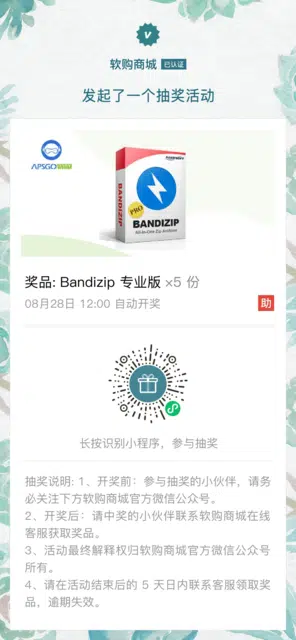 软购商城 已认证
发起了一个抽奖活动
APSGO
PRO
BANDIZIP
BANDIZIP
奖品: Bandizip 专业版 ×5 份
08月28日 12:00 自动开奖
助
长按识别小程序，参与抽奖
抽奖说明: 1、开奖前：参与抽奖的小伙伴，请务
必关注下方软购商城官方微信公众号。
2、开奖后：请中奖的小伙伴联系软购商城在线
客服获取奖品。
3、活动最终解释权归软购商城官方微信公众号
所有。
4、请在活动结束后的 5 天日内联系客服领取奖
品，逾期失效。